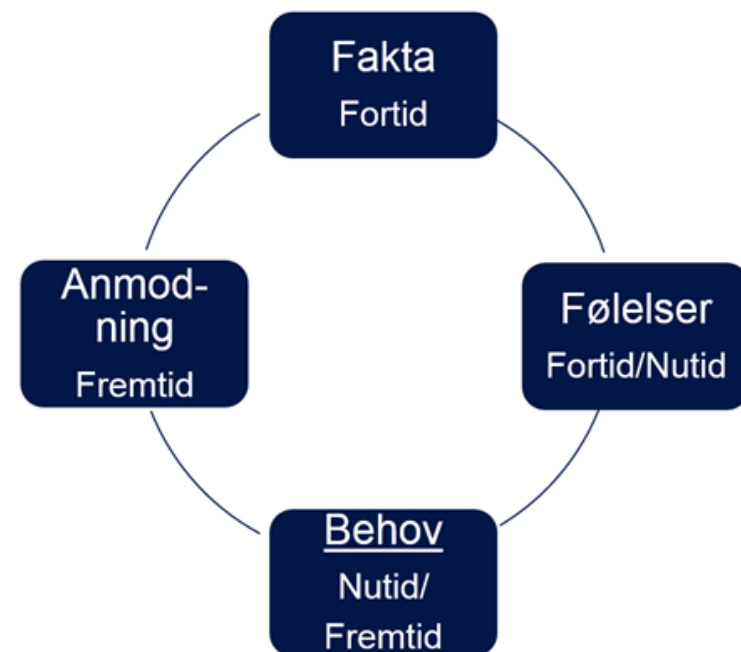 Fakta
Fortid
Følelser
Fortid/Nutid
Behov
Nutid/
Fremtid
Anmod-
ning
Fremtid